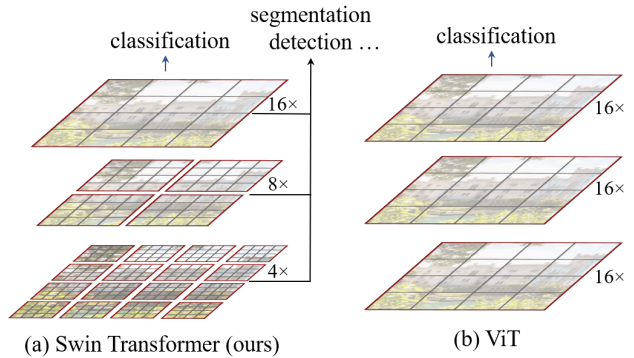 segmentation
detection ...
classification
16×
8×
4×
(a) Swin Transformer (ours)
classification
16×
16×
16×
(b) ViT